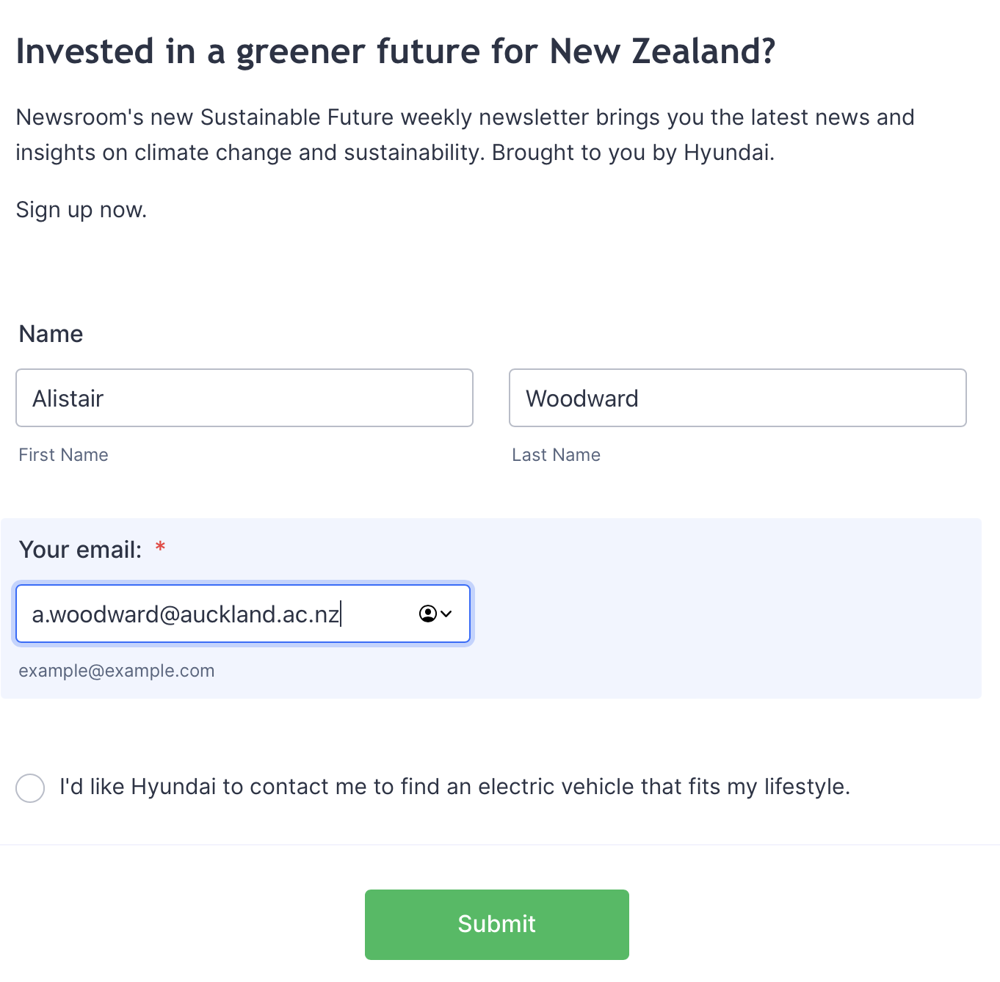 Invested in a greener future for New Zealand?
Newsroom's new Sustainable Future weekly newsletter brings you the latest news and
insights on climate change and sustainability. Brought to you by Hyundai.
Sign up now.
Name
Alistair
Woodward
First Name
Last Name
Your email: *
a.woodward@auckland.ac.nz
example@example.com
I'd like Hyundai to contact me to find an electric vehicle that fits my lifestyle.
Submit